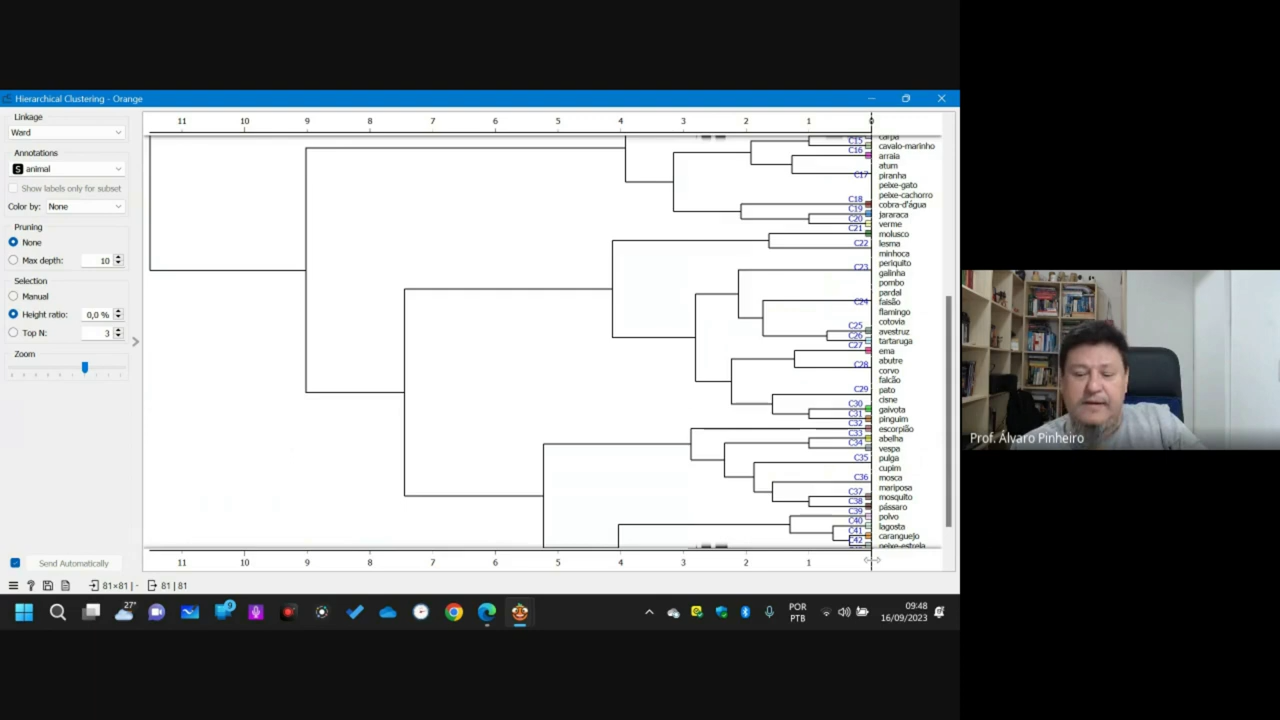 Hierarchical Clustering - Orange
Linkage
Ward
Annotations
S animal
Show labels only for subset
Color by: None
Pruning
None
Max depth: 10
Selection
Manual
Height ratio: 0,0 %
Top N: 3
Zoom
Send Automatically
81×81 | - 81 | 81
11 10 9 8 7 6 5 4 3 2 1 0
carpa
C15 cavalo-marinho
C16 arraia
atum
C17 piranha
peixe-gato
peixe-cachorro
C18 cobra-d'água
C19 jararaca
C20 verme
C21 molusco
C22 lesma
minhoca
periquito
C23 galinha
pombo
pardal
C24 faisão
flamingo
cotovia
C25 avestruz
C26 tartaruga
C27 ema
abutre
C28 corvo
falcão
C29 pato
cisne
C30 gaivota
C31 pinguim
C32 escorpião
C33 abelha
C34 vespa
C35 pulga
cupim
C36 mosca
mariposa
C37 mosquito
C38 pássaro
C39 polvo
C40 lagosta
C41 caranguejo
C42 peixe-estrela
11 10 9 8 7 6 5 4 3 2 1
27°
9
POR
PTB
09:48
16/09/2023
Prof. Álvaro Pinheiro